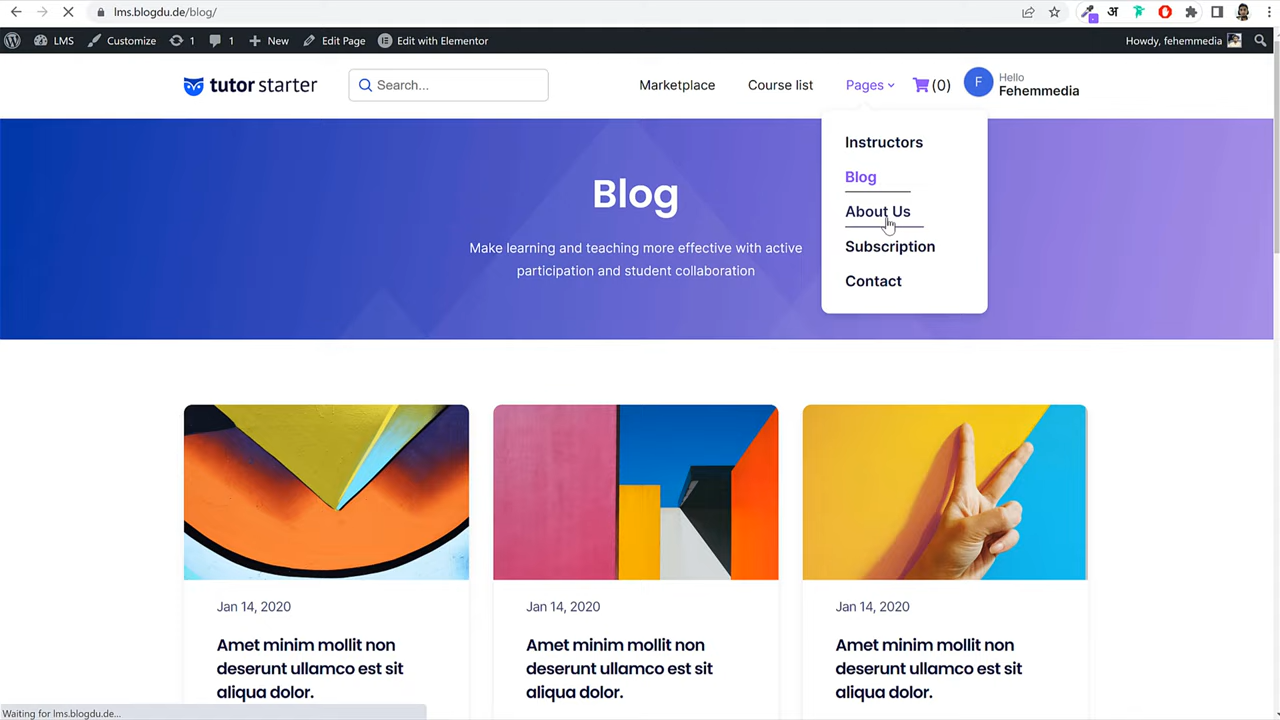 lms.blogdu.de/blog/
अ
LMS
Customize
1
1
New
Edit Page
Edit with Elementor
Howdy, fehemmedia
tutor starter
Search...
Marketplace
Course list
Pages
(0)
F
Hello
Fehemmedia
Instructors
Blog
About Us
Subscription
Contact
Blog
Make learning and teaching more effective with active
participation and student collaboration
Jan 14, 2020
Amet minim mollit non
deserunt ullamco est sit
aliqua dolor.
Jan 14, 2020
Amet minim mollit non
deserunt ullamco est sit
aliqua dolor.
Jan 14, 2020
Amet minim mollit non
deserunt ullamco est sit
aliqua dolor.
Waiting for lms.blogdu.de...